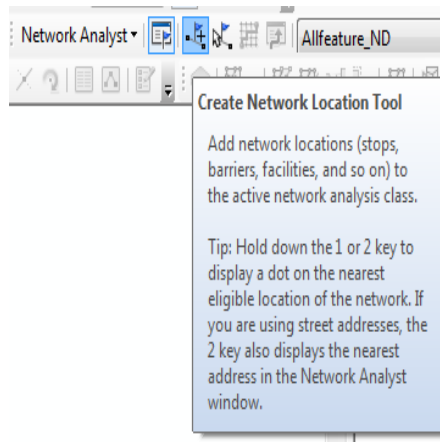 Network Analyst
Allfeature_ND
Create Network Location Tool
Add network locations (stops,
barriers, facilities, and so on) to
the active network analysis class.
Tip: Hold down the 1 or 2 key to
display a dot on the nearest
eligible location of the network. If
you are using street addresses, the
2 key also displays the nearest
address in the Network Analyst
window.